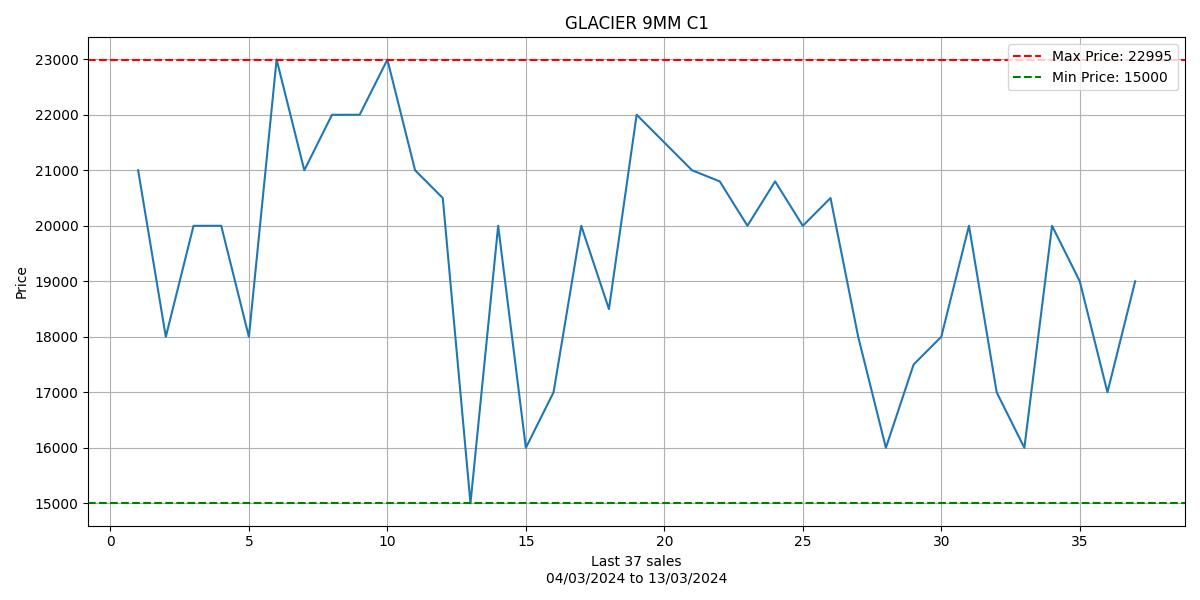 GLACIER 9MM C1
Max Price: 22995
Min Price: 15000
Price
23000
22000
21000
20000
19000
18000
17000
16000
15000
0 5 10 15 20 25 30 35
Last 37 sales
04/03/2024 to 13/03/2024